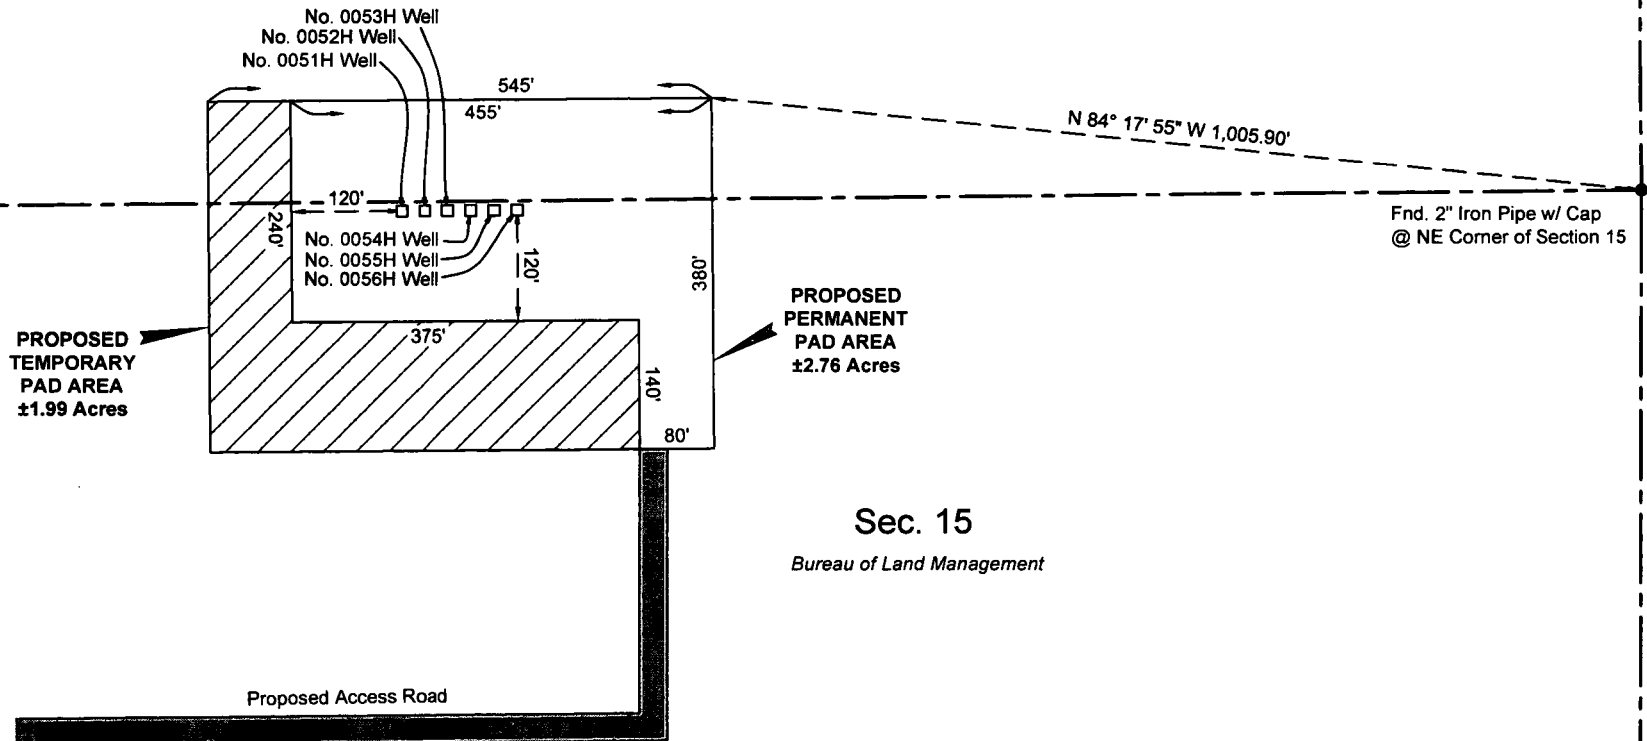 No. 0053H Well
No. 0052H Well
No. 0051H Well
545'
455'
N 84° 17' 55" W 1,005.90'
120'
240'
No. 0054H Well
No. 0055H Well
No. 0056H Well
120'
380'
Fnd. 2" Iron Pipe w/ Cap
@ NE Corner of Section 15
PROPOSED
TEMPORARY
PAD AREA
±1.99 Acres
375'
PROPOSED
PERMANENT
PAD AREA
±2.76 Acres
140'
80'
Sec. 15
Bureau of Land Management
Proposed Access Road